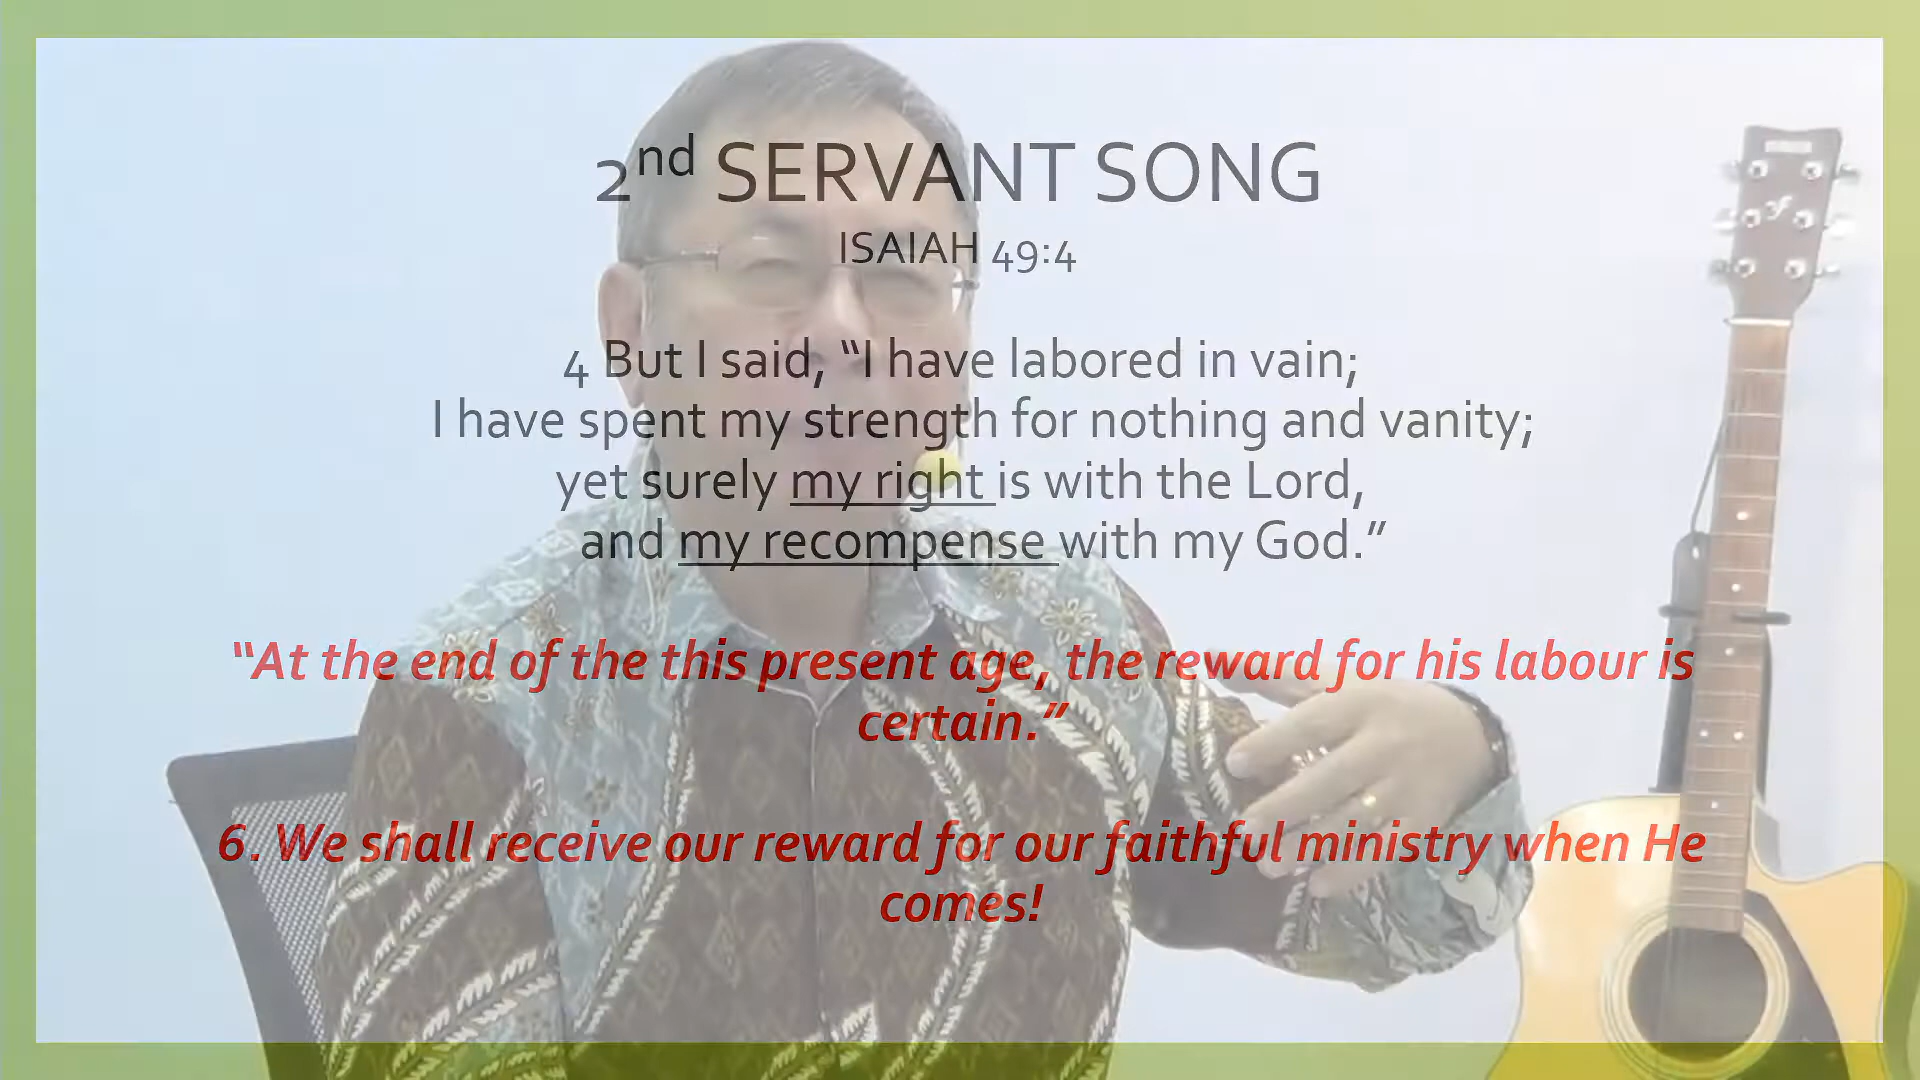 2nd SERVANT SONG
ISAIAH 49:4
4 But I said, “I have labored in vain;
I have spent my strength for nothing and vanity;
yet surely my right is with the Lord,
and my recompense with my God.”
“At the end of the this present age, the reward for his labour is
certain.”
6. We shall receive our reward for our faithful ministry when He
comes!